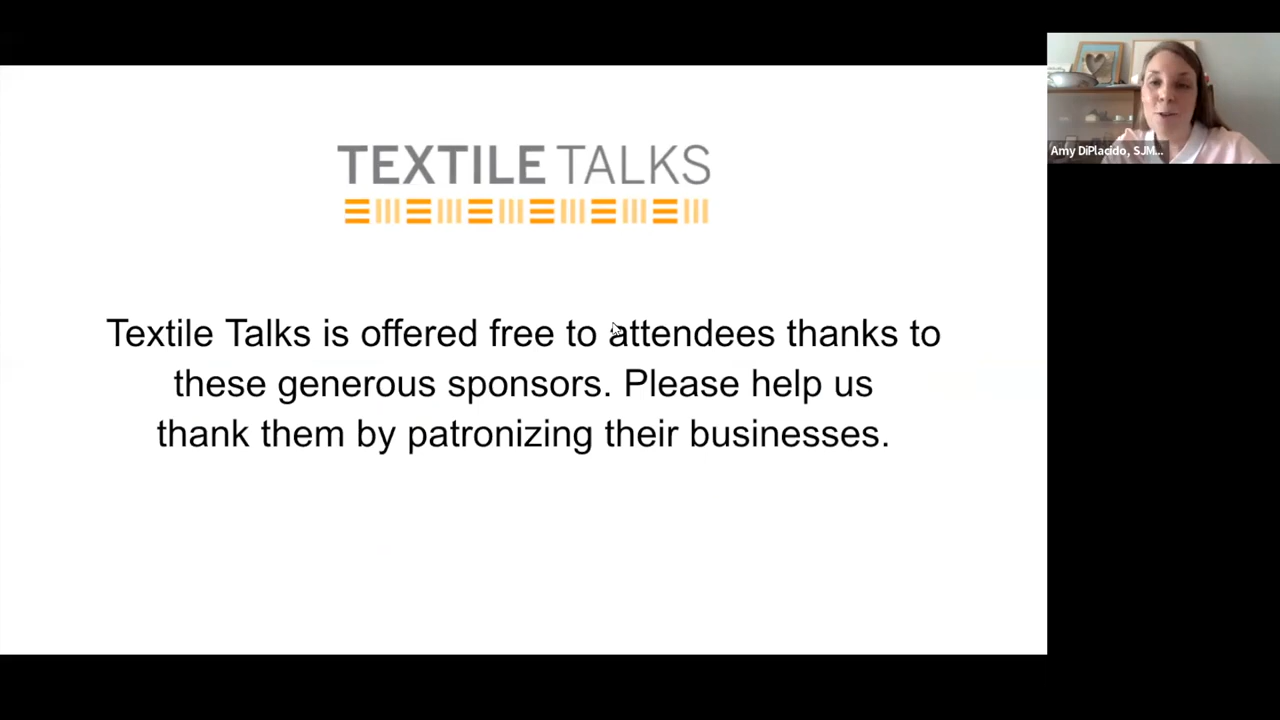 TEXTILE TALKS
Textile Talks is offered free to attendees thanks to
these generous sponsors. Please help us
thank them by patronizing their businesses.
Amy DiPlacido, SJM...